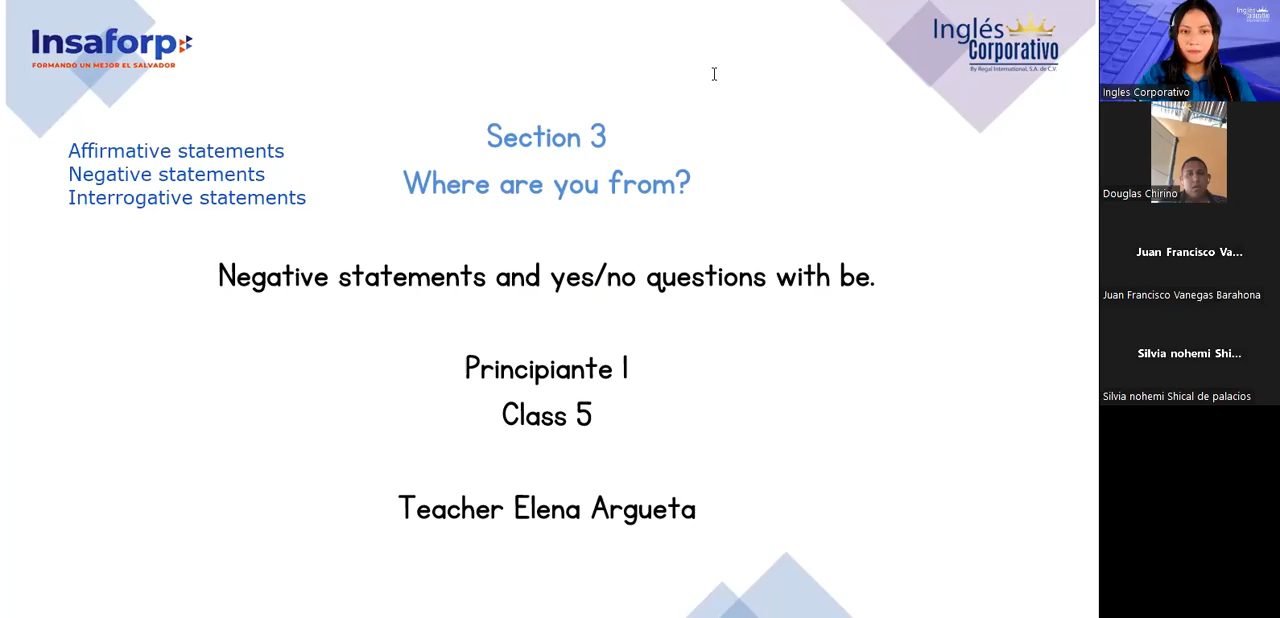 Insaforp
FORMANDO UN MEJOR EL SALVADOR
Inglés
Corporativo
By Regal International, S.A. de C.V.
Affirmative statements
Negative statements
Interrogative statements
Section 3
Where are you from?
Negative statements and yes/no questions with be.
Principiante I
Class 5
Teacher Elena Argueta
Inglés
Ingles Corporativo
Douglas Chirino
Juan Francisco Va...
Juan Francisco Vanegas Barahona
Silvia nohemi Shi...
Silvia nohemi Shical de palacios